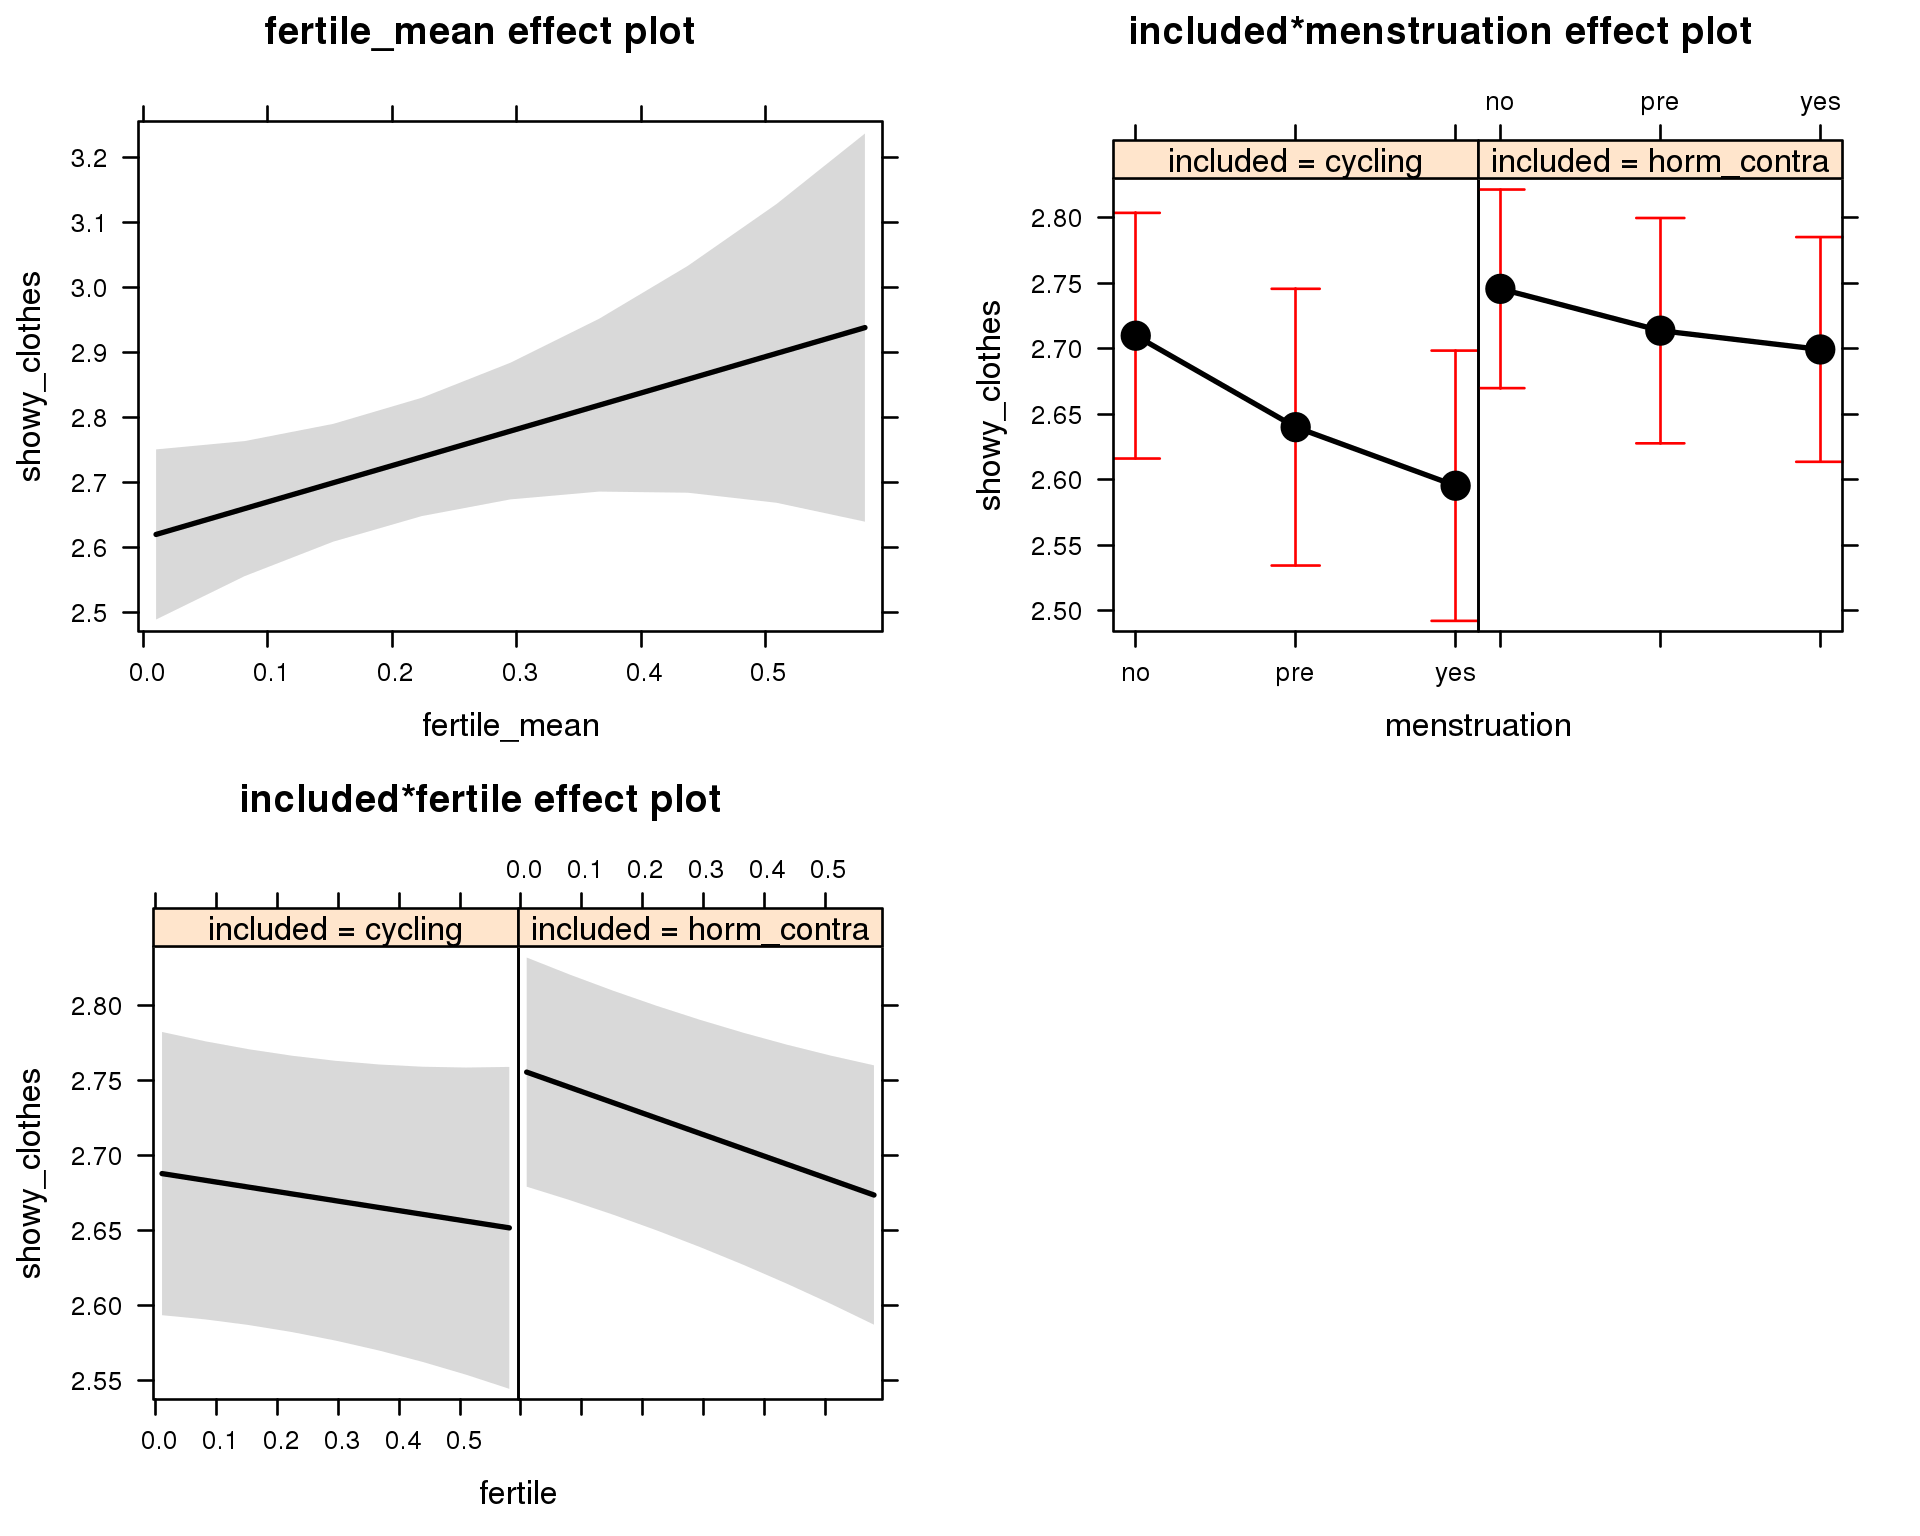 fertile_mean effect plot
showy_clothes
3.2
3.1
3.0
2.9
2.8
2.7
2.6
2.5
0.0 0.1 0.2 0.3 0.4 0.5
fertile_mean
included*menstruation effect plot
no pre yes
included = cycling included = horm_contra
showy_clothes
2.80
2.75
2.70
2.65
2.60
2.55
2.50
no pre yes
menstruation
included*fertile effect plot
0.0 0.1 0.2 0.3 0.4 0.5
included = cycling included = horm_contra
showy_clothes
2.80
2.75
2.70
2.65
2.60
2.55
0.0 0.1 0.2 0.3 0.4 0.5
fertile